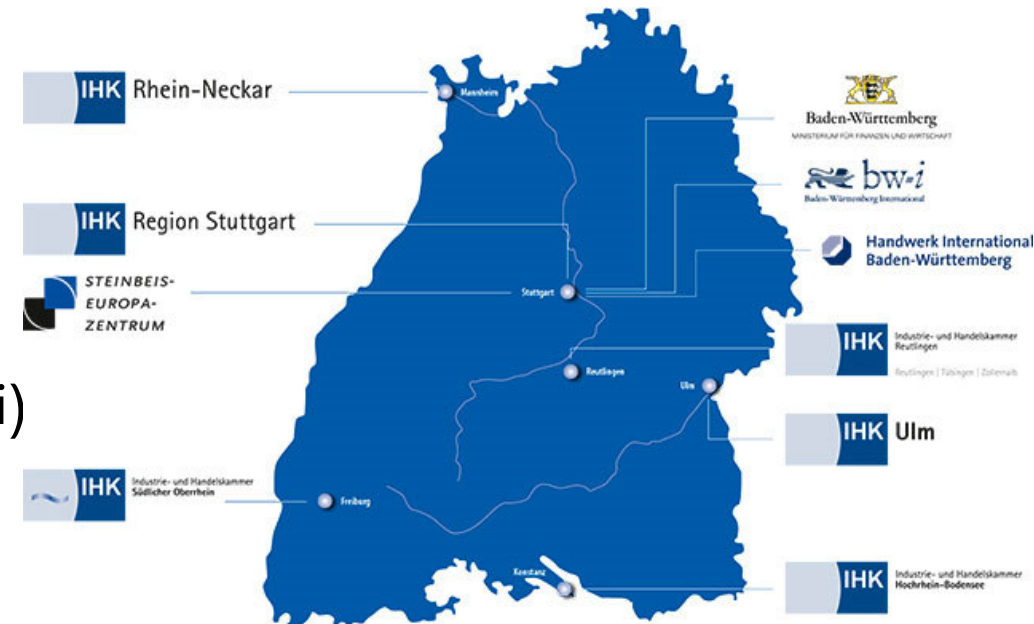 IHK Rhein-Neckar
Mannheim
Baden-Württemberg
MINISTERIUM FÜR FINANZEN UND WIRTSCHAFT
bw-i
Baden-Württemberg International
IHK Region Stuttgart
Handwerk International
Baden-Württemberg
STEINBEIS-
EUROPA-
ZENTRUM
Stuttgart
IHK Industrie- und Handelskammer
Reutlingen
Reutlingen | Tübingen | Zollernalb
Reutlingen
Ulm
i)
IHK Ulm
IHK Industrie- und Handelskammer
Südlicher Oberrhein
Freiburg
Konstanz
IHK Industrie- und Handelskammer
Hochrhein-Bodensee